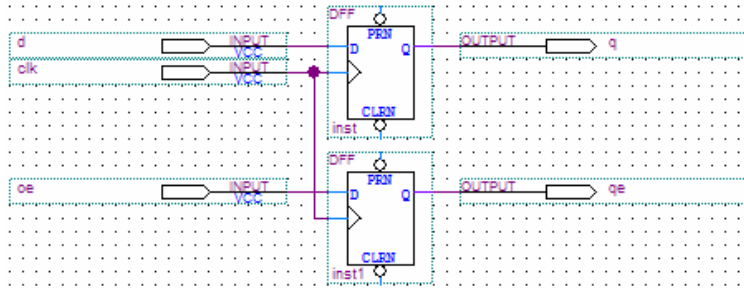 DFF
d INPUT VCC PRN D Q OUTPUT q
clk INPUT VCC
CLRN
inst
DFF
oe INPUT VCC PRN D Q OUTPUT qe
CLRN
inst1